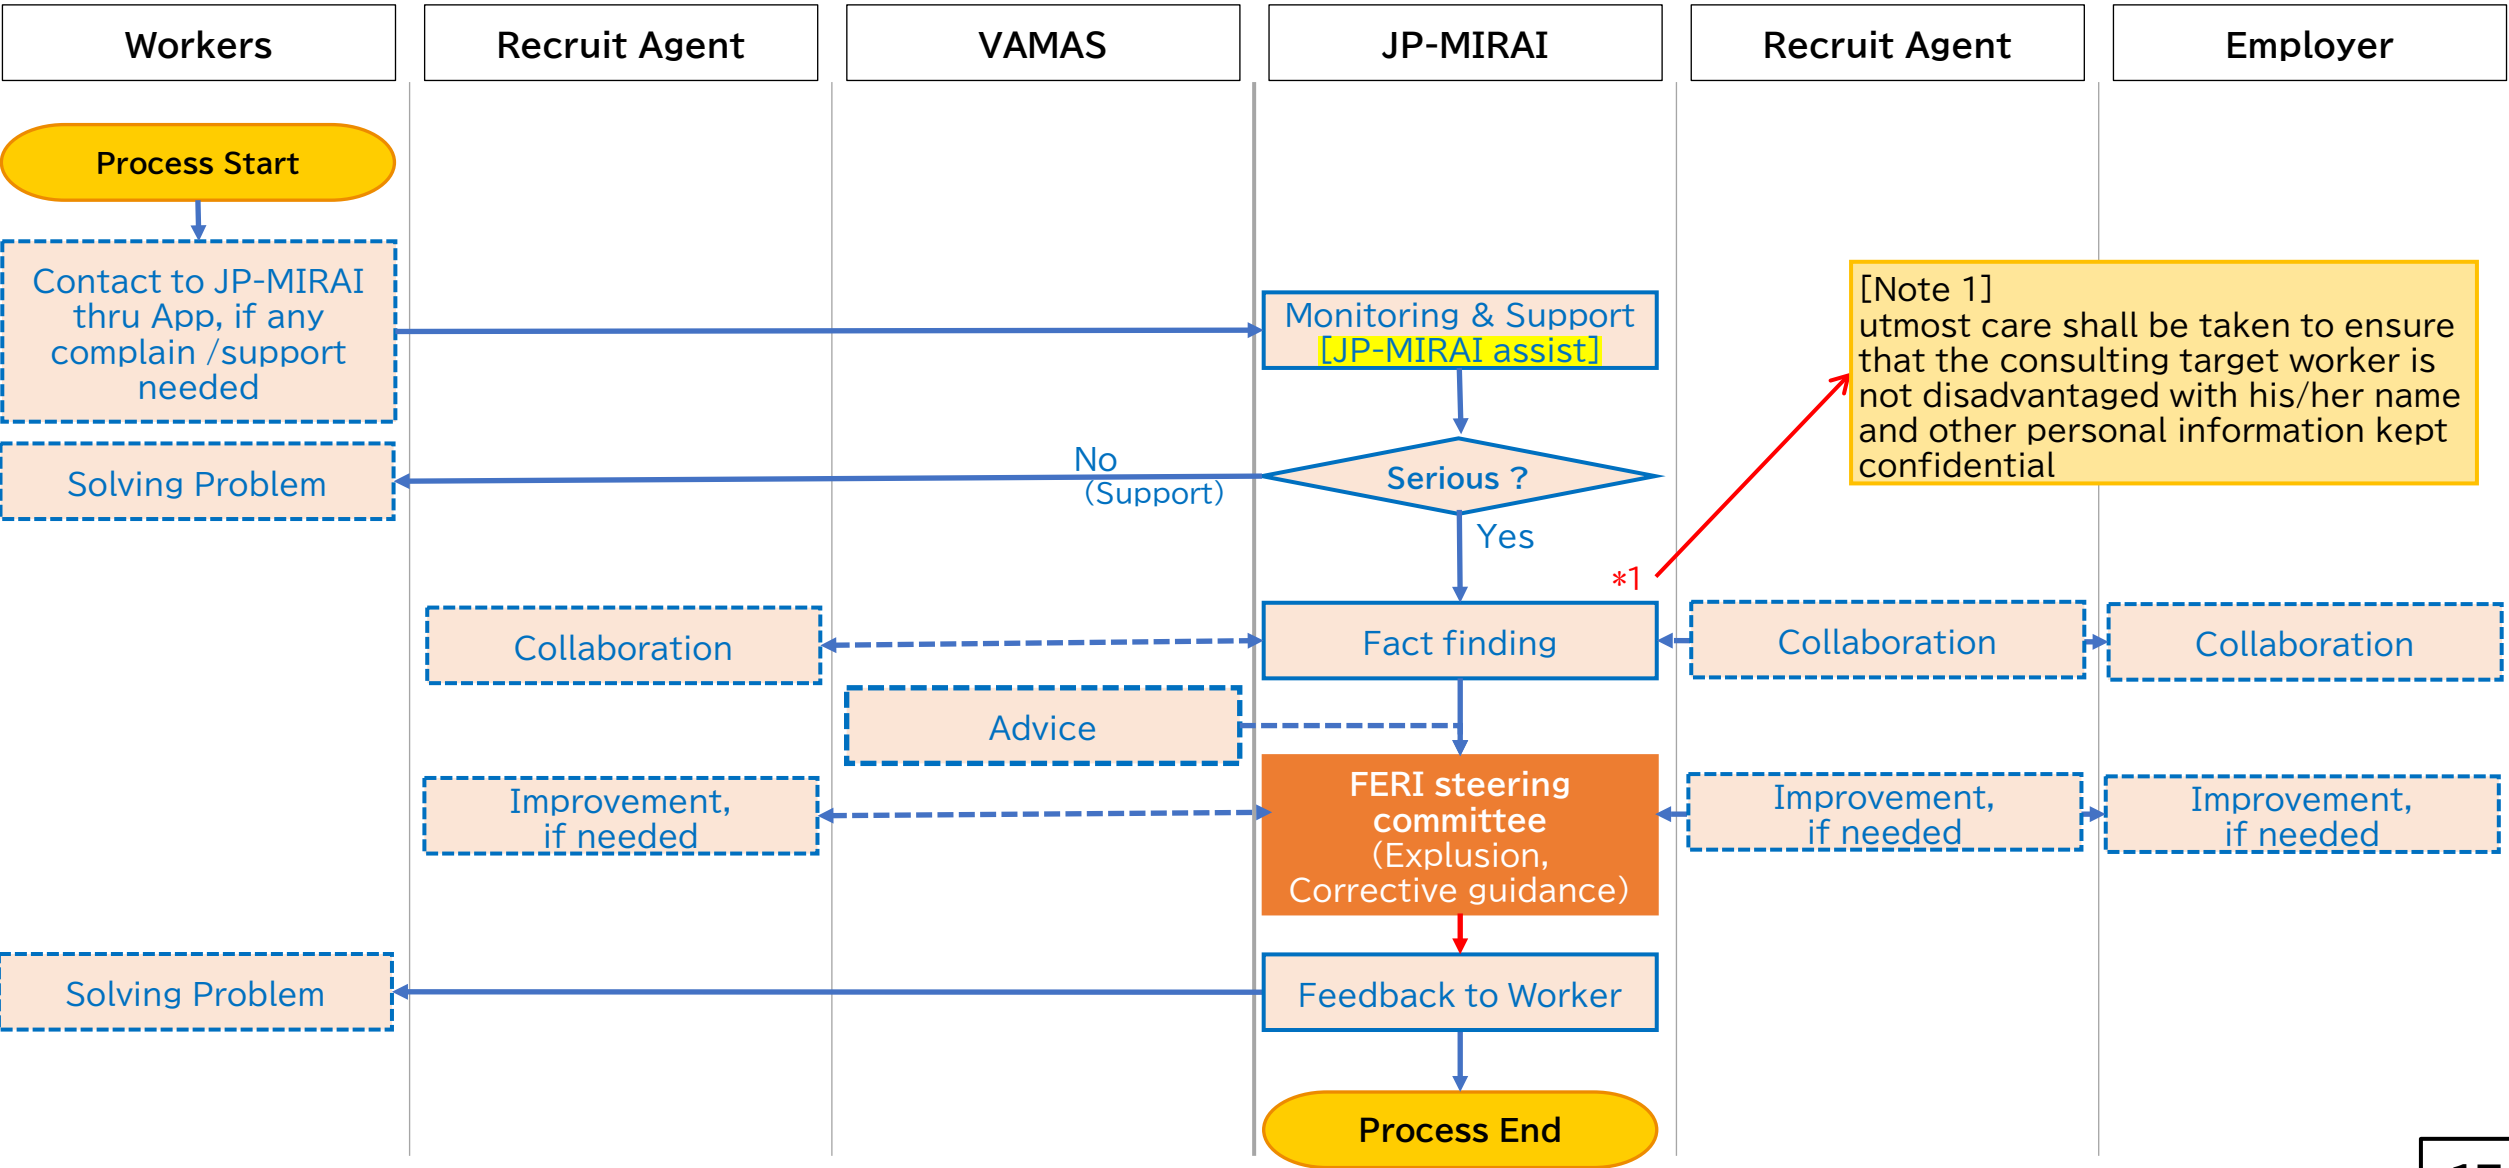 Workers
Recruit Agent
VAMAS
JP-MIRAI
Recruit Agent
Employer
Process Start
Contact to JP-MIRAI
thru App, if any
complain /support
needed
Monitoring & Support
[JP-MIRAI assist]
[Note 1]
utmost care shall be taken to ensure
that the consulting target worker is
not disadvantaged with his/her name
and other personal information kept
confidential
Solving Problem
No
(Support)
Serious ?
Yes
*1
Collaboration
Fact finding
Collaboration
Collaboration
Advice
Improvement,
if needed
FERI steering
committee
(Explusion,
Corrective guidance)
Improvement,
if needed
Improvement,
if needed
Solving Problem
Feedback to Worker
Process End